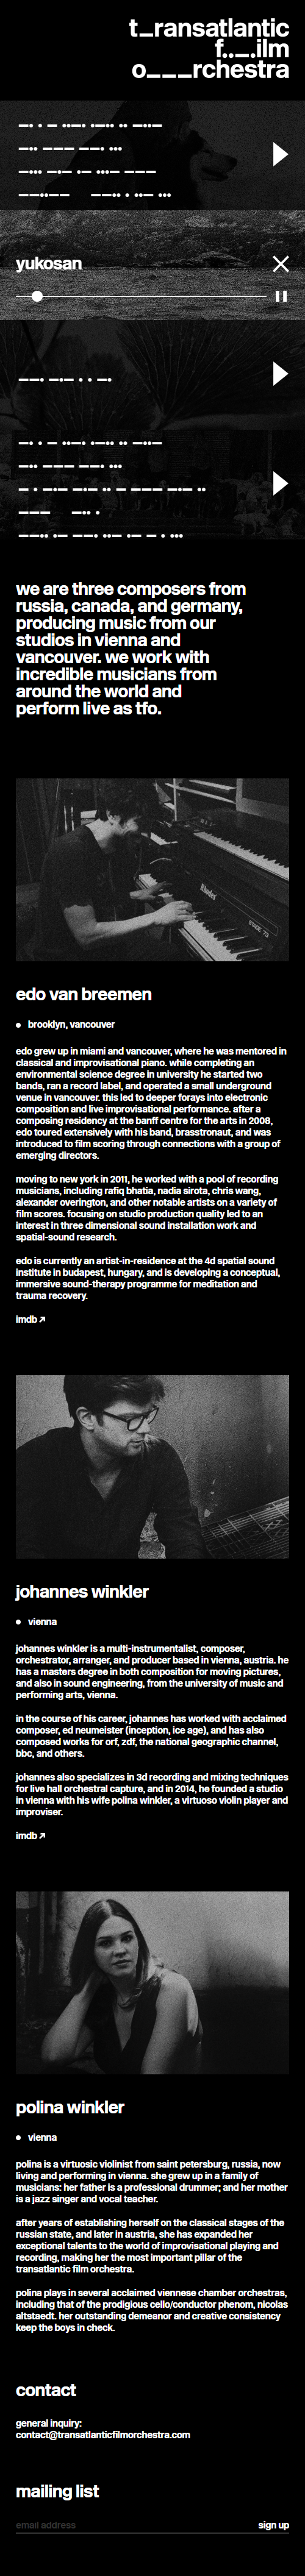 t_ransatlantic
f.._.ilm
o___rchestra
yukosan
we are three composers from
russia, canada, and germany,
producing music from our
studios in vienna and
vancouver. we work with
incredible musicians from
around the world and
perform live as tfo.
edo van breemen
brooklyn, vancouver
edo grew up in miami and vancouver, where he was mentored in
classical and improvisational piano. while completing an
environmental science degree in university he started two
bands, ran a record label, and operated a small underground
venue in vancouver. this led to deeper forays into electronic
composition and live improvisational performance. after a
composing residency at the banff centre for the arts in 2008,
edo toured extensively with his band, brasstronaut, and was
introduced to film scoring through connections with a group of
emerging directors.
moving to new york in 2011, he worked with a pool of recording
musicians, including rafiq bhatia, nadia sirota, chris wang,
alexander overington, and other notable artists on a variety of
film scores. focusing on studio production quality led to an
interest in three dimensional sound installation work and
spatial-sound research.
edo is currently an artist-in-residence at the 4d spatial sound
institute in budapest, hungary, and is developing a conceptual,
immersive sound-therapy programme for meditation and
trauma recovery.
imdb ↗
johannes winkler
vienna
johannes winkler is a multi-instrumentalist, composer,
orchestrator, arranger, and producer based in vienna, austria. he
has a masters degree in both composition for moving pictures,
and also in sound engineering, from the university of music and
performing arts, vienna.
in the course of his career, johannes has worked with acclaimed
composer, ed neumeister (inception, ice age), and has also
composed works for orf, zdf, the national geographic channel,
bbc, and others.
johannes also specializes in 3d recording and mixing techniques
for live hall orchestral capture, and in 2014, he founded a studio
in vienna with his wife polina winkler, a virtuoso violin player and
improviser.
imdb ↗
polina winkler
vienna
polina is a virtuosic violinist from saint petersburg, russia, now
living and performing in vienna. she grew up in a family of
musicians: her father is a professional drummer; and her mother
is a jazz singer and vocal teacher.
after years of establishing herself on the classical stages of the
russian state, and later in austria, she has expanded her
exceptional talents to the world of improvisational playing and
recording, making her the most important pillar of the
transatlantic film orchestra.
polina plays in several acclaimed viennese chamber orchestras,
including that of the prodigious cello/conductor phenom, nicolas
altstaedt. her outstanding demeanor and creative consistency
keep the boys in check.
contact
general inquiry:
contact@transatlanticfilmorchestra.com
mailing list
email address sign up